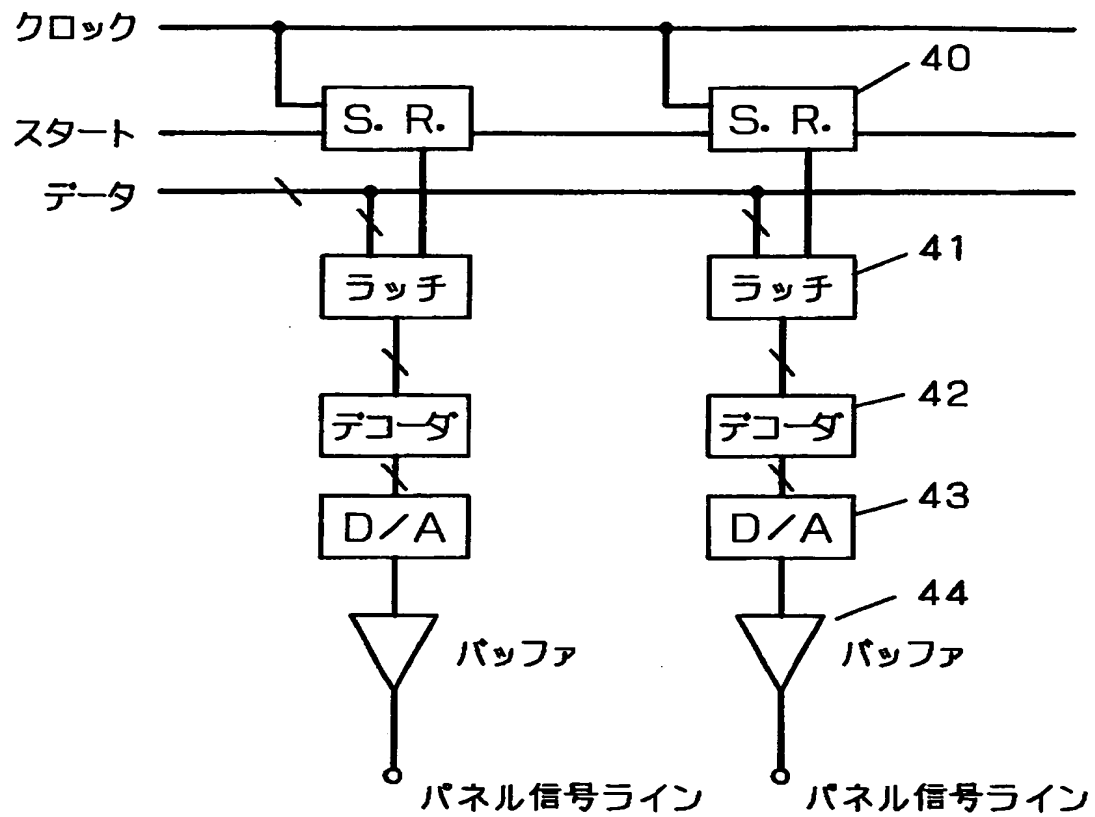 クロック
40
S. R.
S. R.
スタート
データ
41
ラッチ
ラッチ
42
デコーダ
デコーダ
43
D/A
D/A
44
バッファ
バッファ
パネル信号ライン
パネル信号ライン